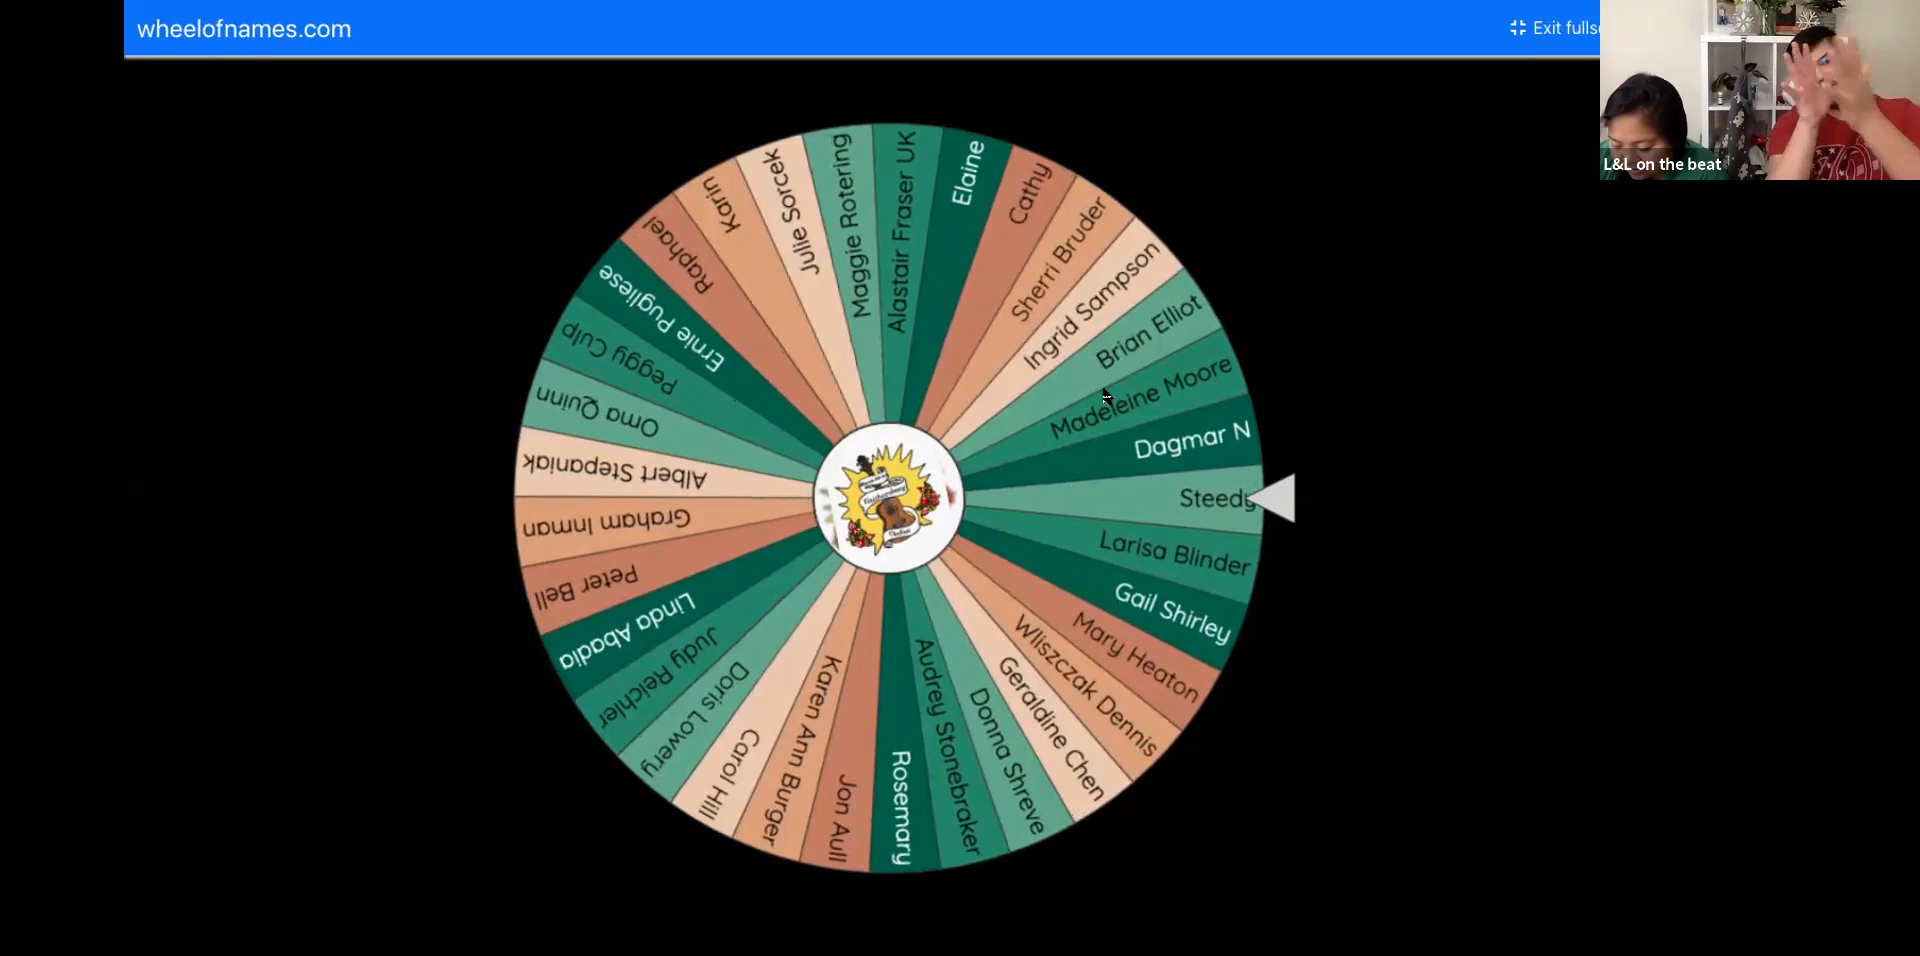 wheelofnames.com
Exit fulls
L&L on the beat
Elaine
Cathy
Sherri Bruder
Ingrid Sampson
Brian Elliot
Madeleine Moore
Dagmar N
Steedy
Larisa Blinder
Gail Shirley
Mary Heaton
Wliszczak Dennis
Geraldine Chen
Donna Shreve
Audrey Stonebraker
Rosemary
Jon Aull
Karen Ann Burger
Carol Hill
Doris Lowery
Judy Reichler
Linda Abadia
Peter Bell
Graham Inman
Albert Stepaniak
Oma Quinn
Peggy Culp
Ernie Pugliese
Raphael
Karin
Julie Sorcek
Maggie Rotering
Alastair Fraser UK
Gaithersburg